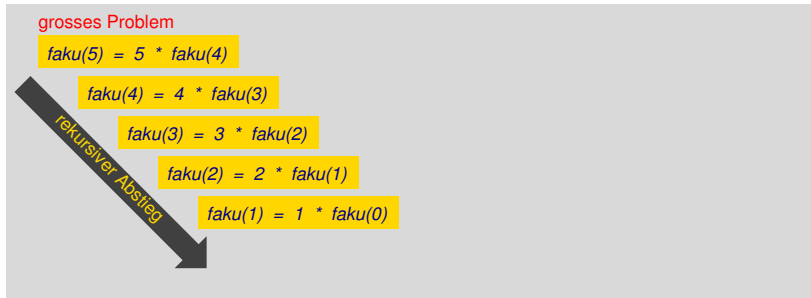 grosses Problem
faku(5) = 5 * faku(4)
faku(4) = 4 * faku(3)
faku(3) = 3 * faku(2)
rekursiver Abstieg
faku(2) = 2 * faku(1)
faku(1) = 1 * faku(0)